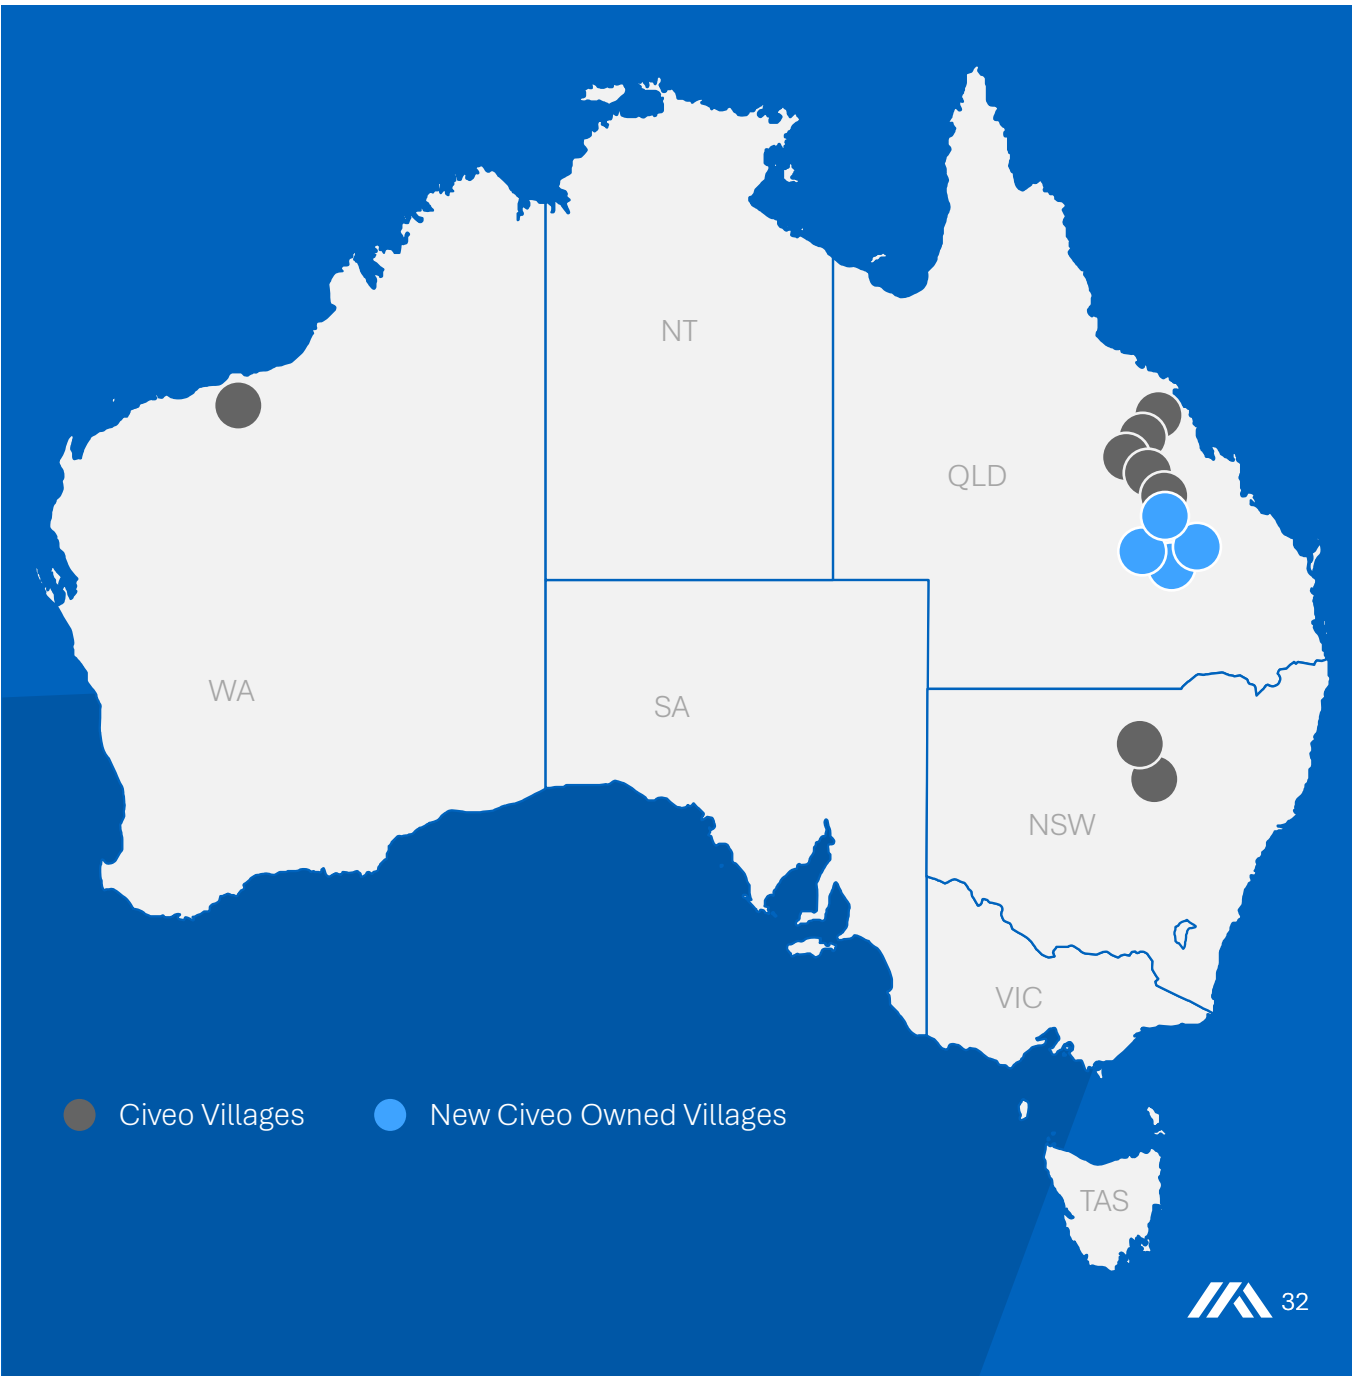 NT
QLD
WA
SA
NSW
VIC
Civeo Villages
New Civeo Owned Villages
TAS
32